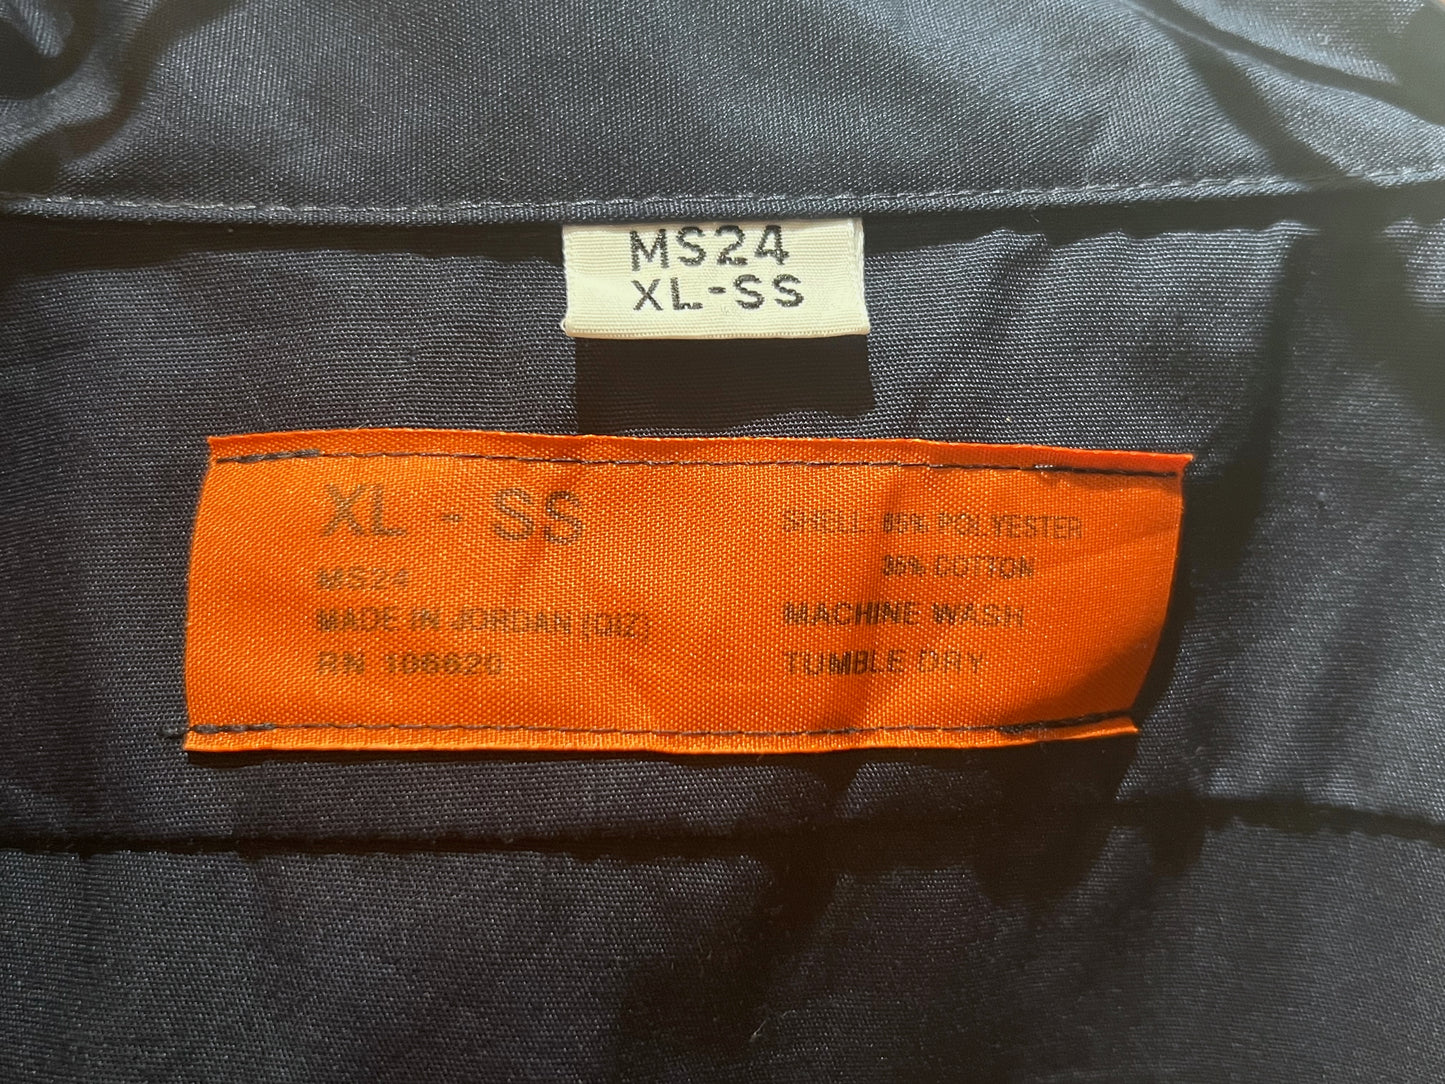 MS24
XL-SS
XL - SS
MS24
MADE IN JORDAN (QIZ)
RN 106620
SHELL 65% POLYESTER
35% COTTON
MACHINE WASH
TUMBLE DRY